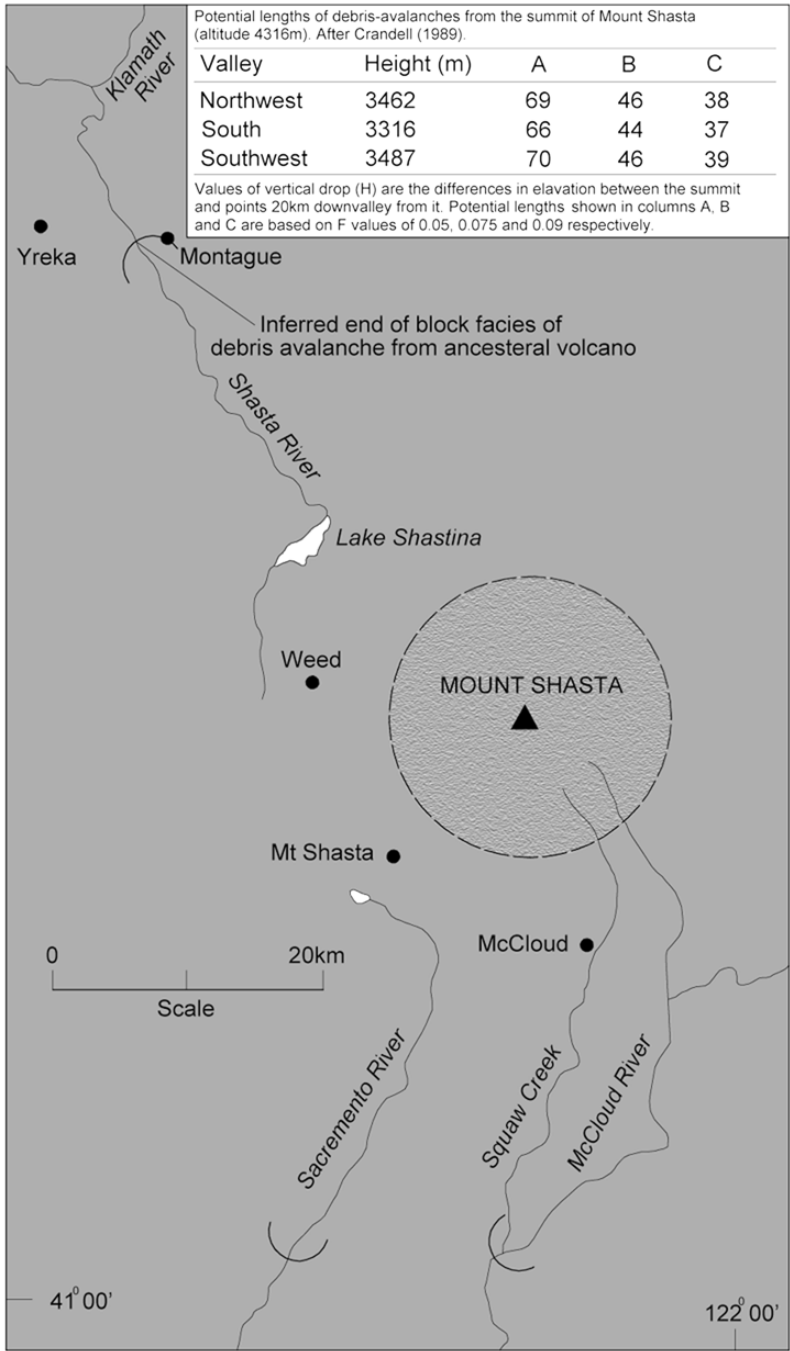 Potential lengths of debris-avalanches from the summit of Mount Shasta
(altitude 4316m). After Crandell (1989).
Valley Height (m) A B C
Northwest 3462 69 46 38
South 3316 66 44 37
Southwest 3487 70 46 39
Values of vertical drop (H) are the differences in elavation between the summit
and points 20km downvalley from it. Potential lengths shown in columns A, B
and C are based on F values of 0.05, 0.075 and 0.09 respectively.
Klamath
River
Yreka
Montague
Inferred end of block facies of
debris avalanche from ancesteral volcano
Shasta River
Lake Shastina
Weed
MOUNT SHASTA
Mt Shasta
McCloud
0 20km
Scale
Sacremento River
Squaw Creek
McCloud River
41°00'
122°00'